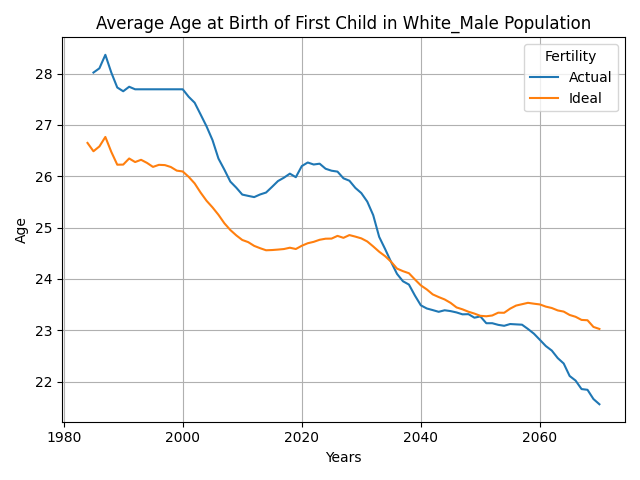 Average Age at Birth of First Child in White_Male Population
Fertility
Actual
Ideal
Age
28
27
26
25
24
23
22
1980
2000
2020
2040
2060
Years